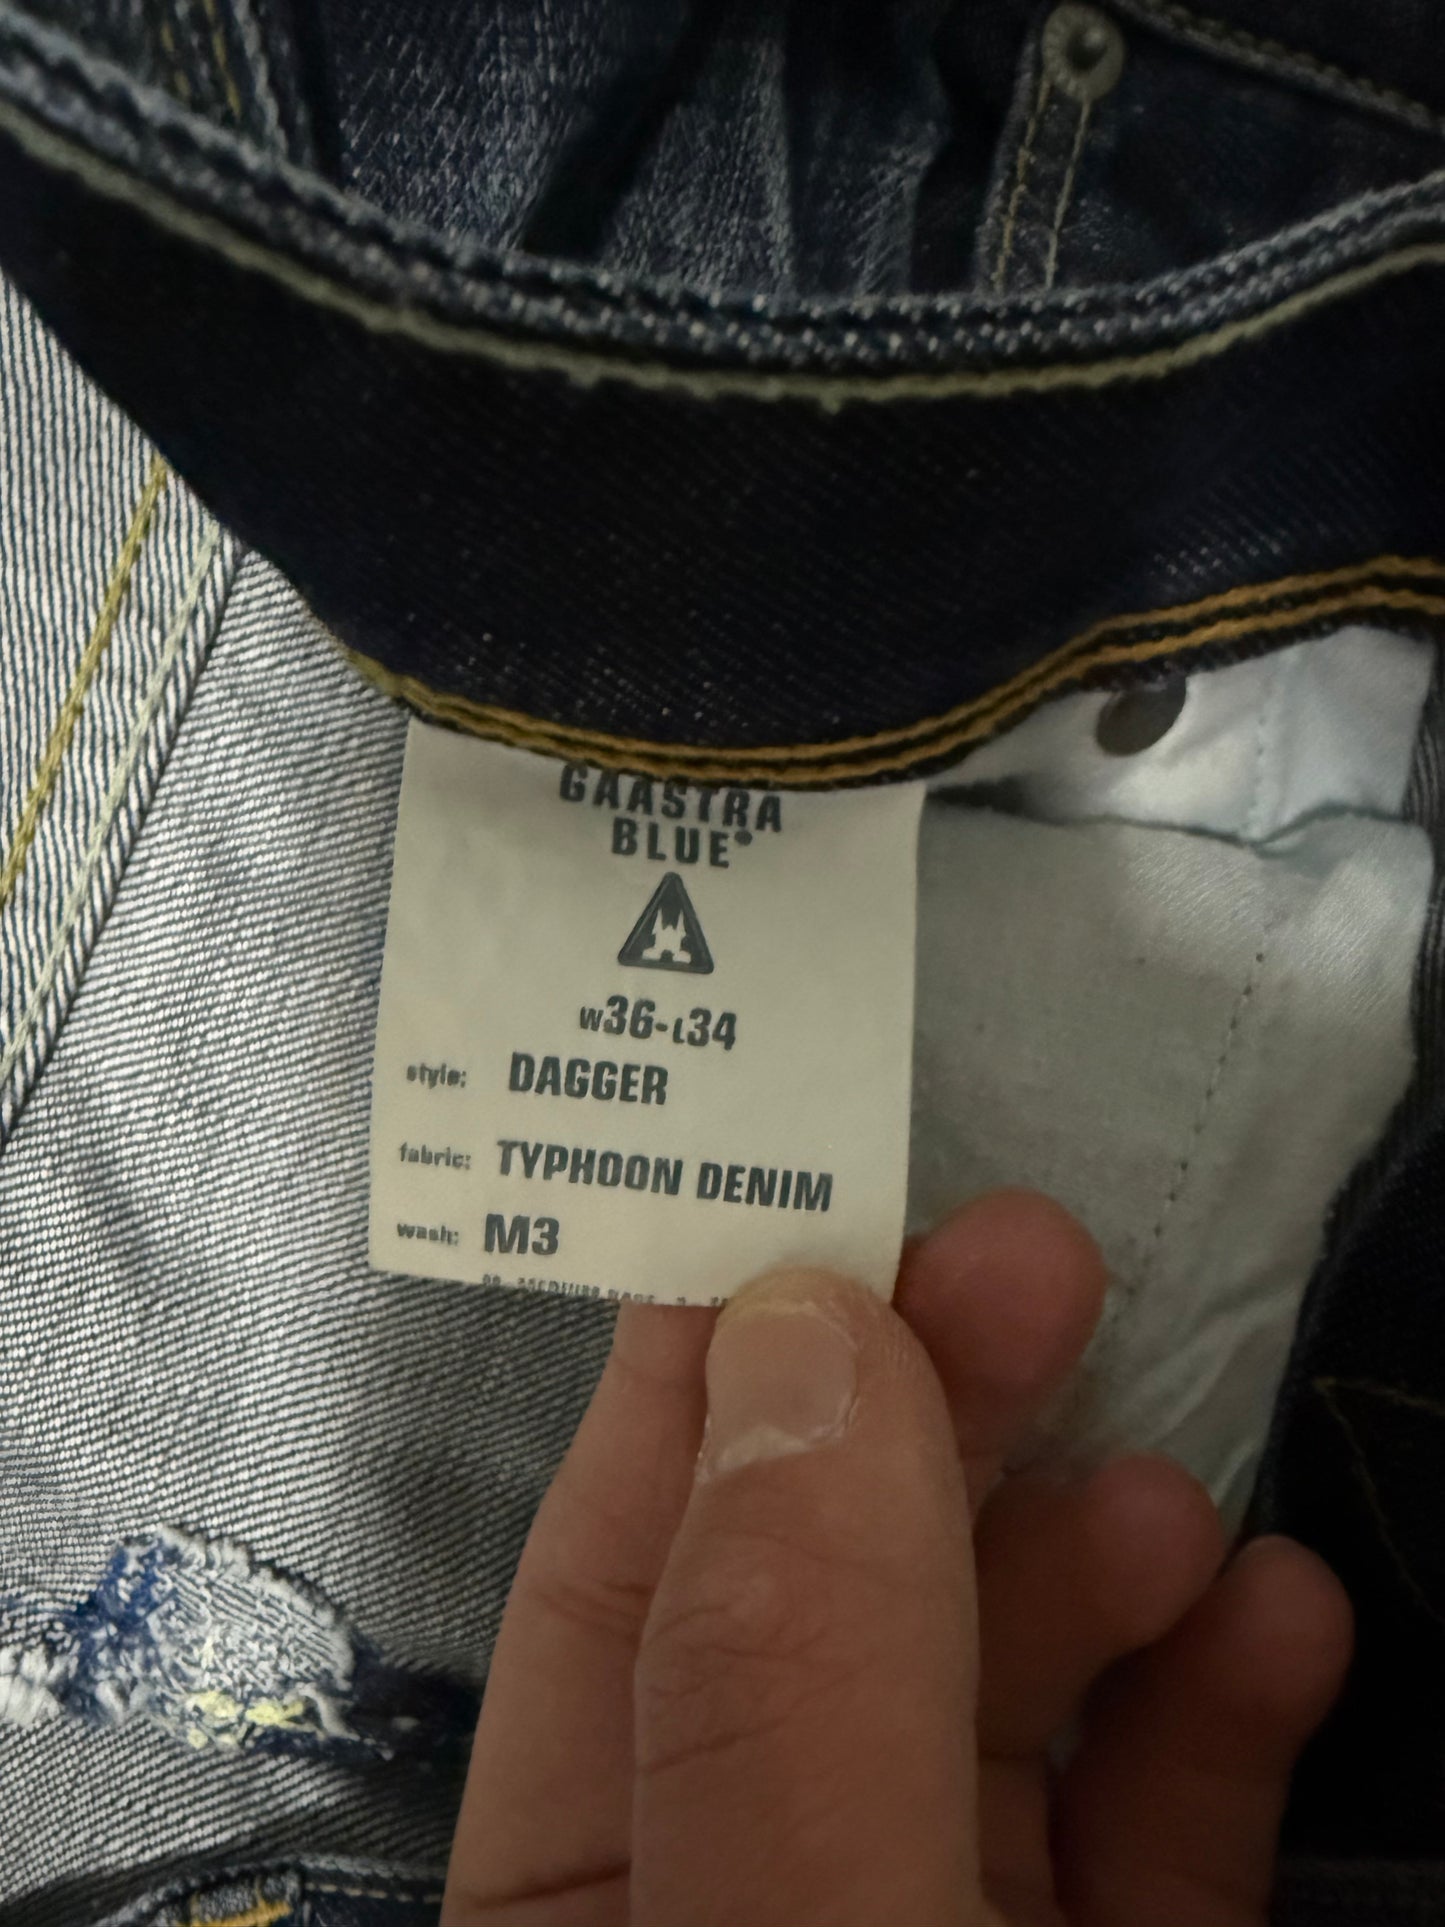 GAASTRA
BLUE®
W36-L34
style: DAGGER
fabric: TYPHOON DENIM
wash: M3